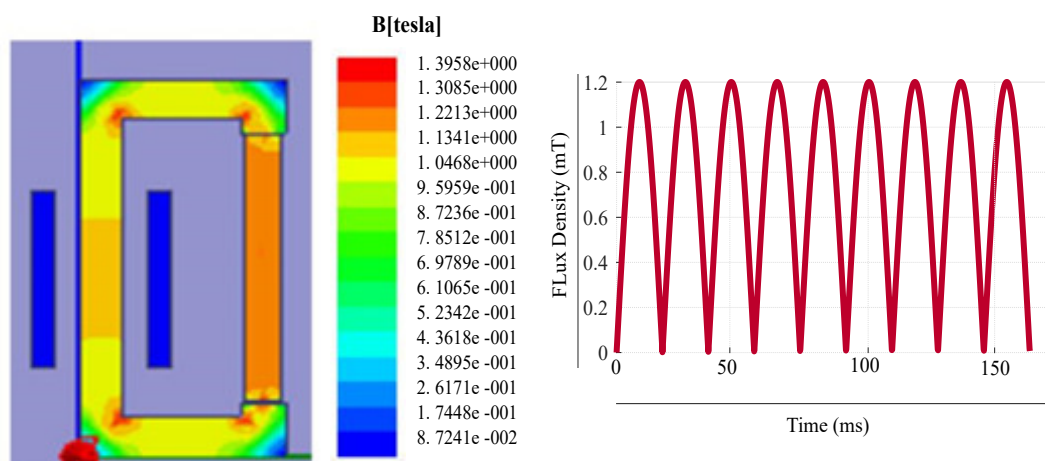 B[tesla]
1. 3958e+000
1. 3085e+000
1. 2213e+000
1. 1341e+000
1. 0468e+000
9. 5959e -001
8. 7236e -001
7. 8512e -001
6. 9789e -001
6. 1065e -001
5. 2342e -001
4. 3618e -001
3. 4895e -001
2. 6171e -001
1. 7448e -001
8. 7241e -002
FLux Density (mT)
1.2
1
0.8
0.6
0.4
0.2
0
0 50 100 150
Time (ms)